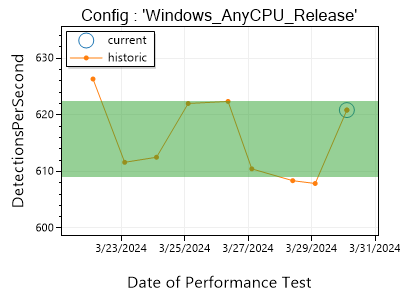 Config : 'Windows_AnyCPU_Release'
current
historic
DetectionsPerSecond
630
620
610
600
3/23/2024
3/25/2024
3/27/2024
3/29/2024
3/31/2024
Date of Performance Test